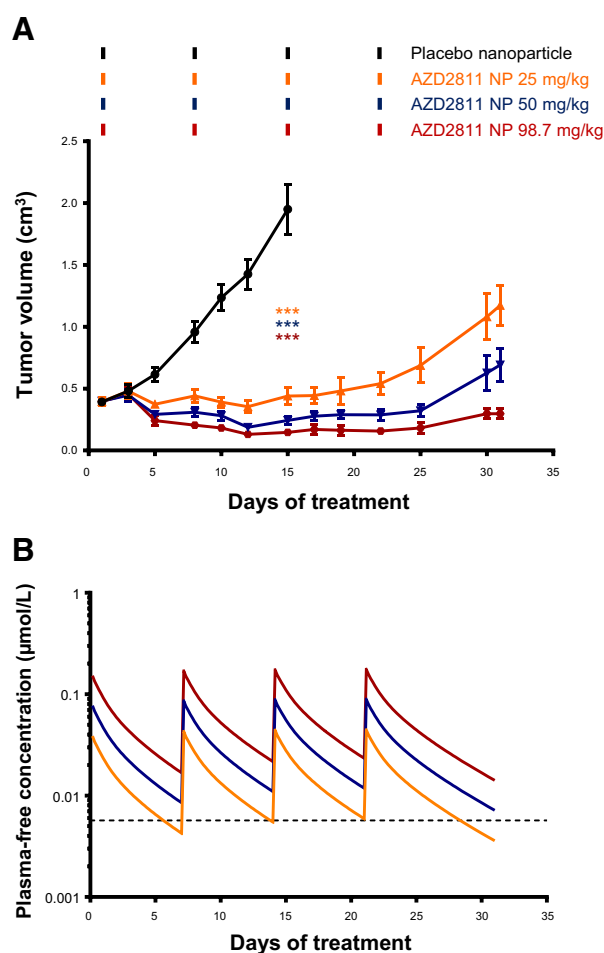 A
Placebo nanoparticle
AZD2811 NP 25 mg/kg
AZD2811 NP 50 mg/kg
AZD2811 NP 98.7 mg/kg
2.5
2.0
1.5
1.0
0.5
0.0
Tumor volume (cm³)
***
***
***
0 5 10 15 20 25 30 35
Days of treatment
B
1
0.1
0.01
0.001
Plasma-free concentration (µmol/L)
0 5 10 15 20 25 30 35
Days of treatment